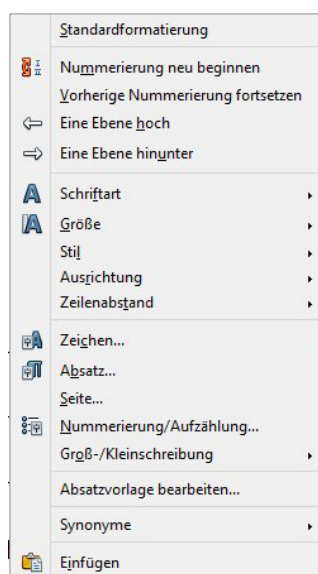 Standardformatierung
Nummerierung neu beginnen
Vorherige Nummerierung fortsetzen
Eine Ebene hoch
Eine Ebene hinunter
Schriftart
Größe
Stil
Ausrichtung
Zeilenabstand
Zeichen...
Absatz...
Seite...
Nummerierung/Aufzählung...
Groß-/Kleinschreibung
Absatzvorlage bearbeiten...
Synonyme
Einfügen